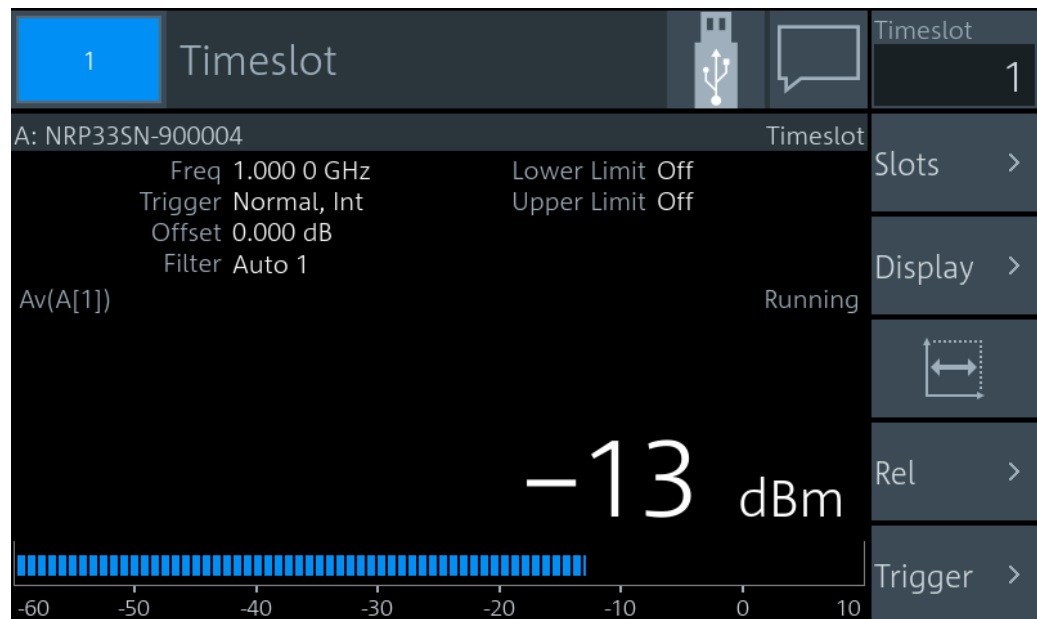 1
Timeslot
Timeslot
1
A: NRP33SN-900004
Timeslot
Freq 1.000 0 GHz
Lower Limit Off
Trigger Normal, Int
Upper Limit Off
Offset 0.000 dB
Filter Auto 1
Av(A[1])
Running
Slots >
Display >
-13 dBm
Rel >
Trigger >
-60 -50 -40 -30 -20 -10 0 10